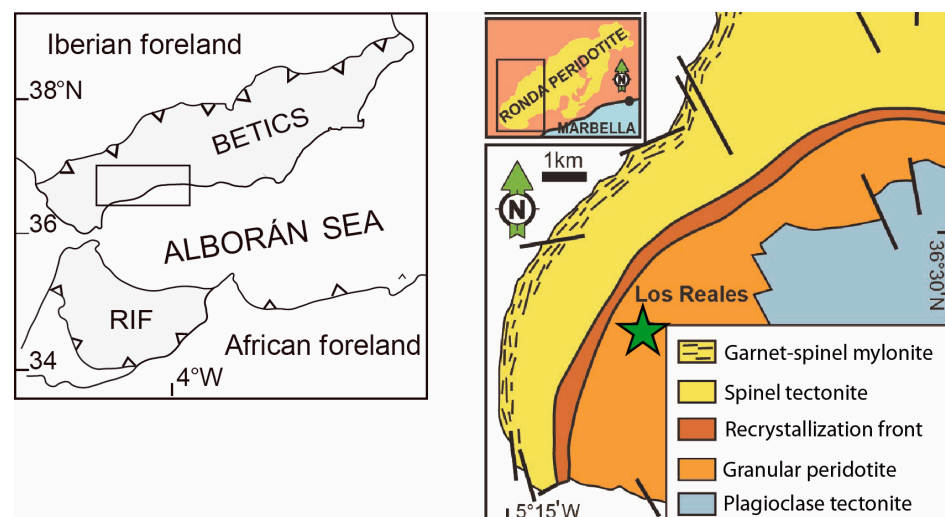 Iberian foreland
38°N
BETICS
36
ALBORÁN SEA
RIF
African foreland
34
4°W
RONDA PERIDOTITE
N
MARBELLA
1km
N
36°30'N
Los Reales
Garnet-spinel mylonite
Spinel tectonite
Recrystallization front
Granular peridotite
Plagioclase tectonite
5°15'W